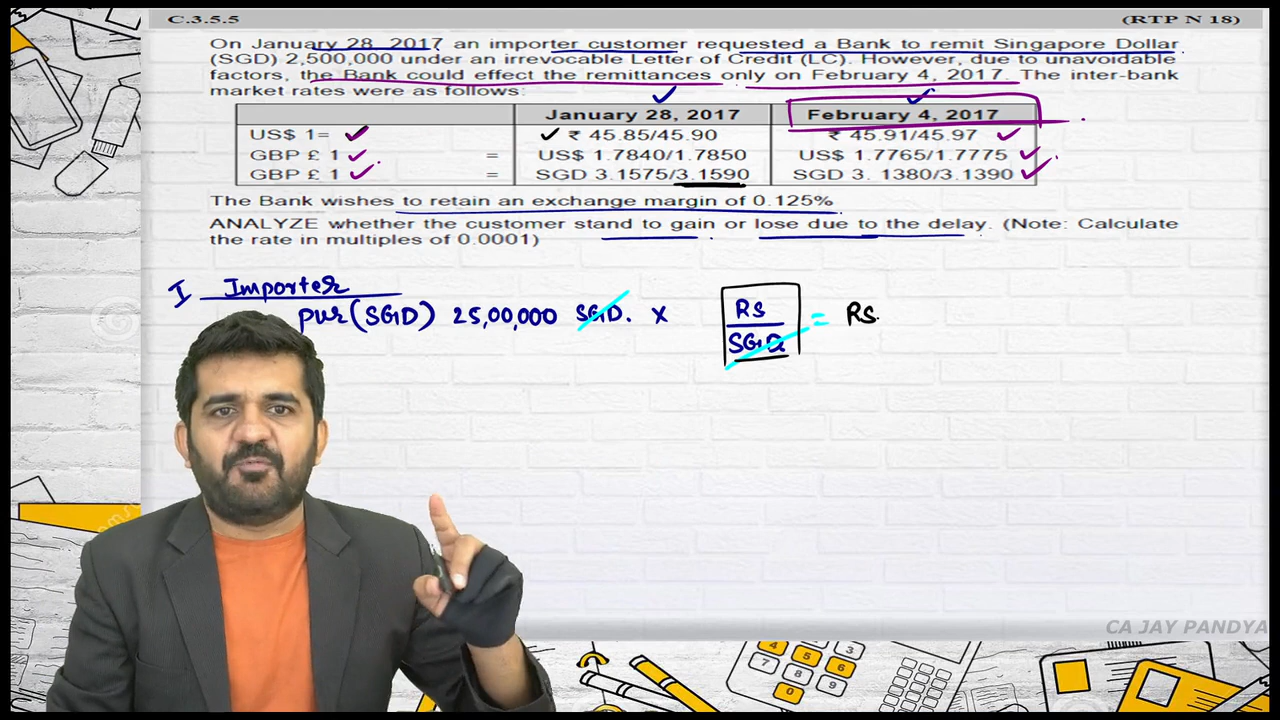 C.3.5.5 (RTP N 18)
On January 28, 2017 an importer customer requested a Bank to remit Singapore Dollar
(SGD) 2,500,000 under an irrevocable Letter of Credit (LC). However, due to unavoidable
factors, the Bank could effect the remittances only on February 4, 2017. The inter-bank
market rates were as follows:
January 28, 2017 February 4, 2017
US$ 1= ₹ 45.85/45.90 ₹ 45.91/45.97
GBP £ 1 = US$ 1.7840/1.7850 US$ 1.7765/1.7775
GBP £ 1 = SGD 3.1575/3.1590 SGD 3. 1380/3.1390
The Bank wishes to retain an exchange margin of 0.125%
ANALYZE whether the customer stand to gain or lose due to the delay. (Note: Calculate
the rate in multiples of 0.0001)
I Importer
pur(SGD) 25,00,000 SGD. x Rs = RS.
SGD
CA JAY PANDYA